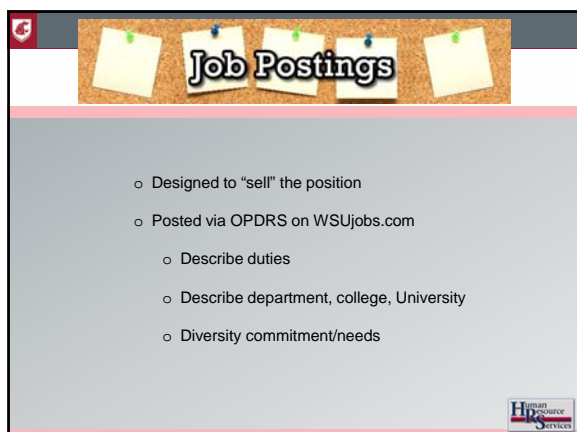 Job Postings
o Designed to “sell” the position
o Posted via OPDRS on WSUjobs.com
o Describe duties
o Describe department, college, University
o Diversity commitment/needs
Human
Resource
Services